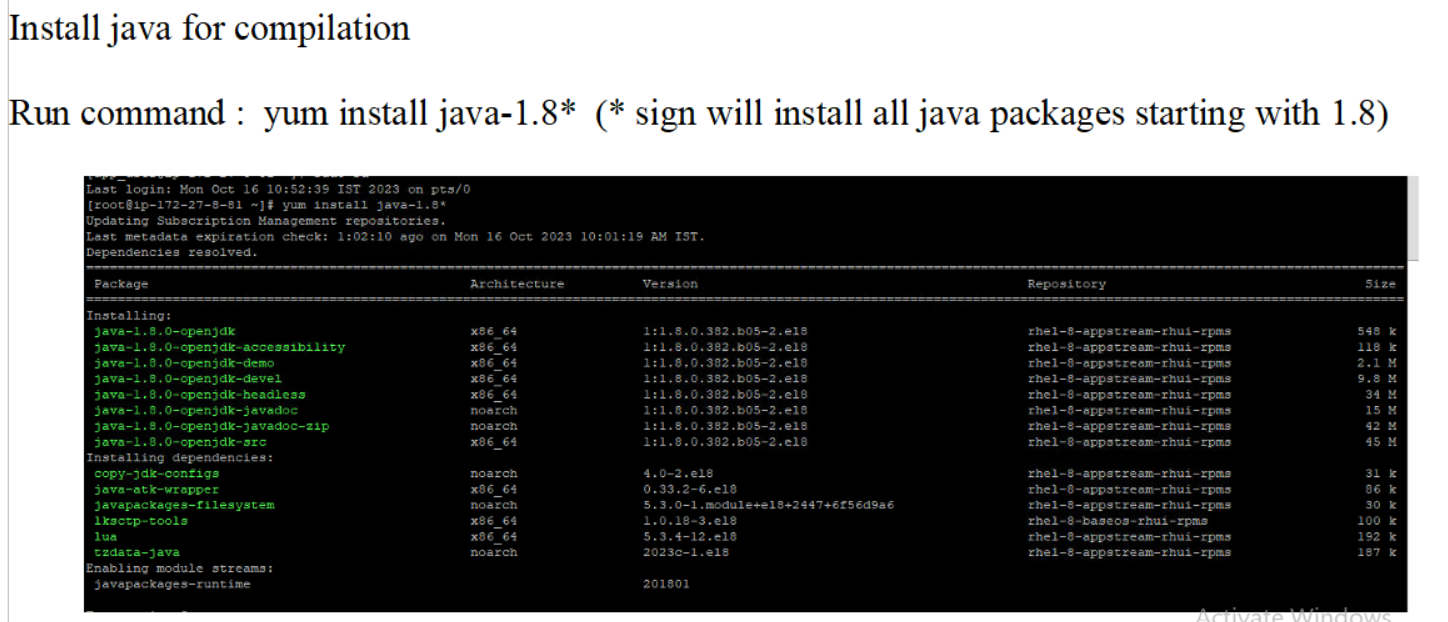 Install java for compilation
Run command :  yum install java-1.8*  (* sign will install all java packages starting with 1.8)
Last login: Mon Oct 16 10:52:39 IST 2023 on pts/0
[root@ip-172-27-8-81 ~]# yum install java-1.8*
Updating Subscription Management repositories.
Last metadata expiration check: 1:02:10 ago on Mon 16 Oct 2023 10:01:19 AM IST.
Dependencies resolved.
Package Architecture Version Repository Size
Installing:
java-1.8.0-openjdk x86_64 1:1.8.0.382.b05-2.el8 rhel-8-appstream-rhui-rpms 548 k
java-1.8.0-openjdk-accessibility x86_64 1:1.8.0.382.b05-2.el8 rhel-8-appstream-rhui-rpms 118 k
java-1.8.0-openjdk-demo x86_64 1:1.8.0.382.b05-2.el8 rhel-8-appstream-rhui-rpms 2.1 M
java-1.8.0-openjdk-devel x86_64 1:1.8.0.382.b05-2.el8 rhel-8-appstream-rhui-rpms 9.8 M
java-1.8.0-openjdk-headless x86_64 1:1.8.0.382.b05-2.el8 rhel-8-appstream-rhui-rpms 34 M
java-1.8.0-openjdk-javadoc noarch 1:1.8.0.382.b05-2.el8 rhel-8-appstream-rhui-rpms 15 M
java-1.8.0-openjdk-javadoc-zip noarch 1:1.8.0.382.b05-2.el8 rhel-8-appstream-rhui-rpms 42 M
java-1.8.0-openjdk-src x86_64 1:1.8.0.382.b05-2.el8 rhel-8-appstream-rhui-rpms 45 M
Installing dependencies:
copy-jdk-configs noarch 4.0-2.el8 rhel-8-appstream-rhui-rpms 31 k
java-atk-wrapper x86_64 0.33.2-6.el8 rhel-8-appstream-rhui-rpms 86 k
javapackages-filesystem noarch 5.3.0-1.module+el8+2447+6f56d9a6 rhel-8-appstream-rhui-rpms 30 k
lksctp-tools x86_64 1.0.18-3.el8 rhel-8-baseos-rhui-rpms 100 k
lua x86_64 5.3.4-12.el8 rhel-8-appstream-rhui-rpms 192 k
tzdata-java noarch 2023c-1.el8 rhel-8-appstream-rhui-rpms 187 k
Enabling module streams:
javapackages-runtime 201801
Activate Windows